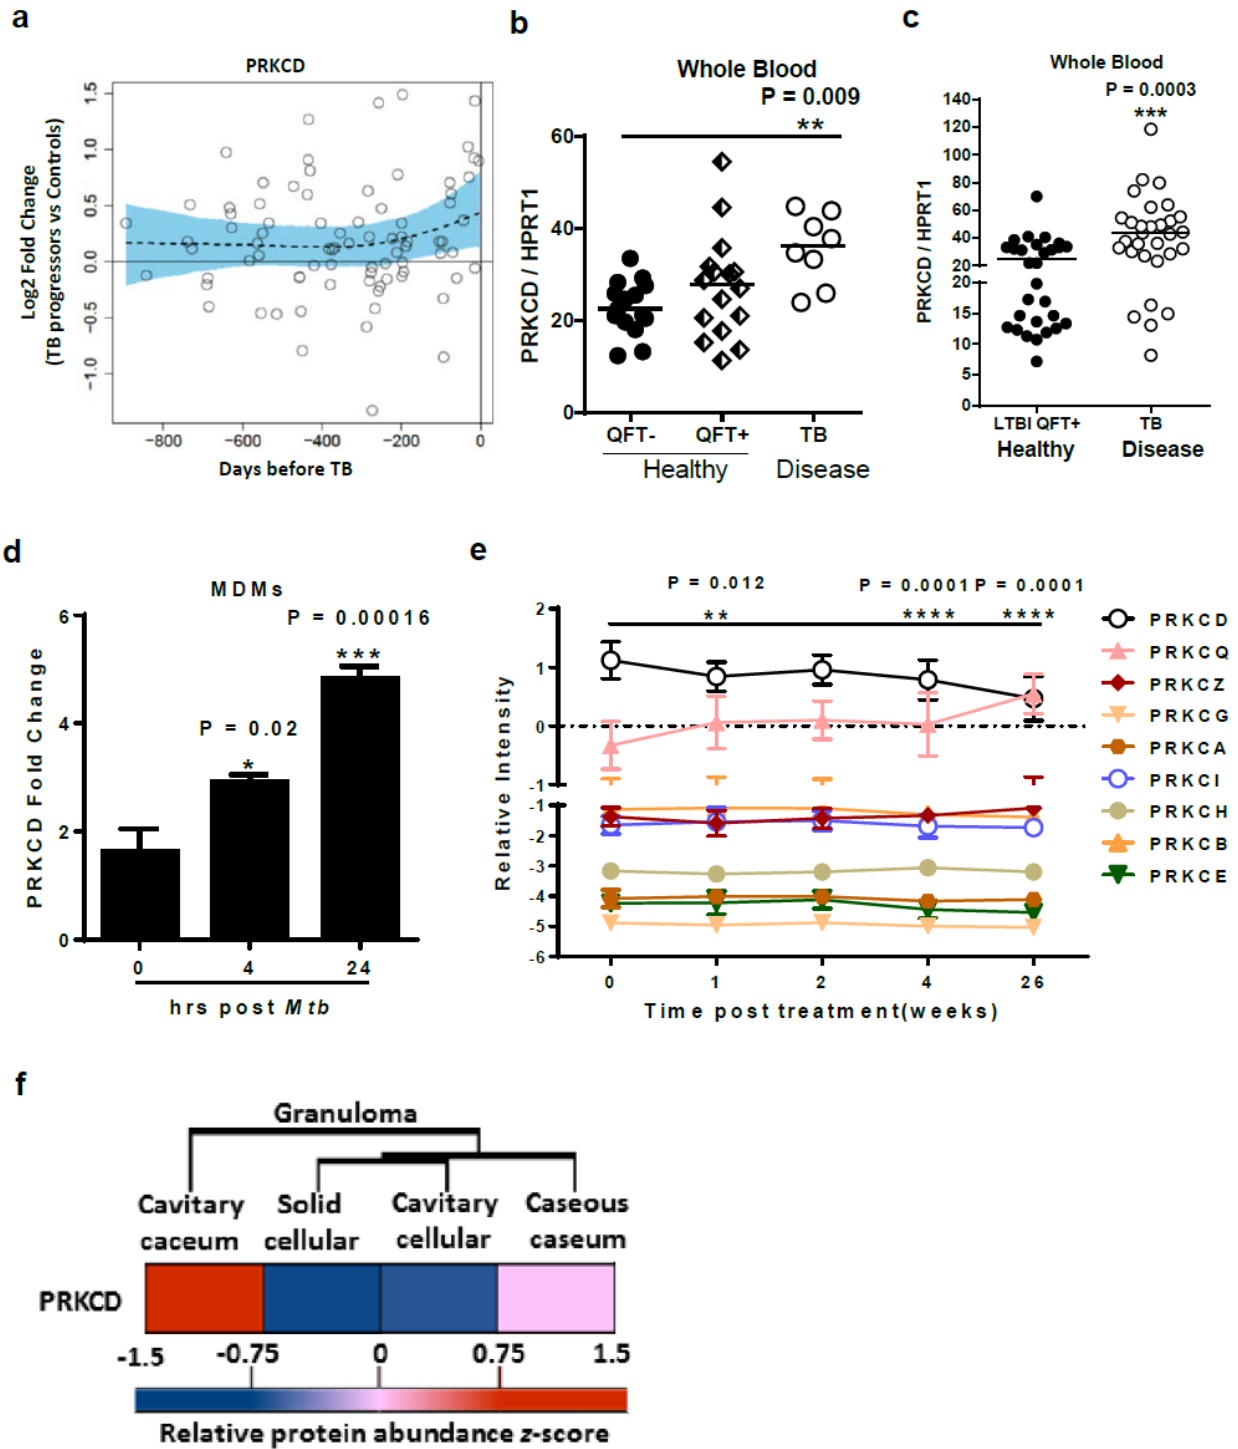 a
PRKCD
Log2 Fold Change
(TB progressors vs Controls)
1.5
1.0
0.5
0.0
−0.5
−1.0
−800
−600
−400
−200
0
Days before TB
b
Whole Blood
P = 0.009
**
PRKCD / HPRT1
60
40
20
0
QFT-
QFT+
TB
Healthy
Disease
c
Whole Blood
P = 0.0003
***
PRKCD / HPRT1
140
120
100
80
60
40
20
20
15
10
5
0
LTBI QFT+
TB
Healthy
Disease
d
MDMs
P = 0.00016
***
P = 0.02
*
PRKCD Fold Change
6
4
2
0
0
4
24
hrs post Mtb
e
P = 0.012
P = 0.0001 P = 0.0001
**
****
****
Relative Intensity
2
1
0
-1
-1
-2
-3
-4
-5
-6
0
1
2
4
26
Time post treatment(weeks)
PRKCD
PRKCQ
PRKCZ
PRKCG
PRKCA
PRKCI
PRKCH
PRKCB
PRKCE
f
Granuloma
Cavitary caceum
Solid cellular
Cavitary cellular
Caseous caseum
PRKCD
-1.5
-0.75
0
0.75
1.5
Relative protein abundance z-score